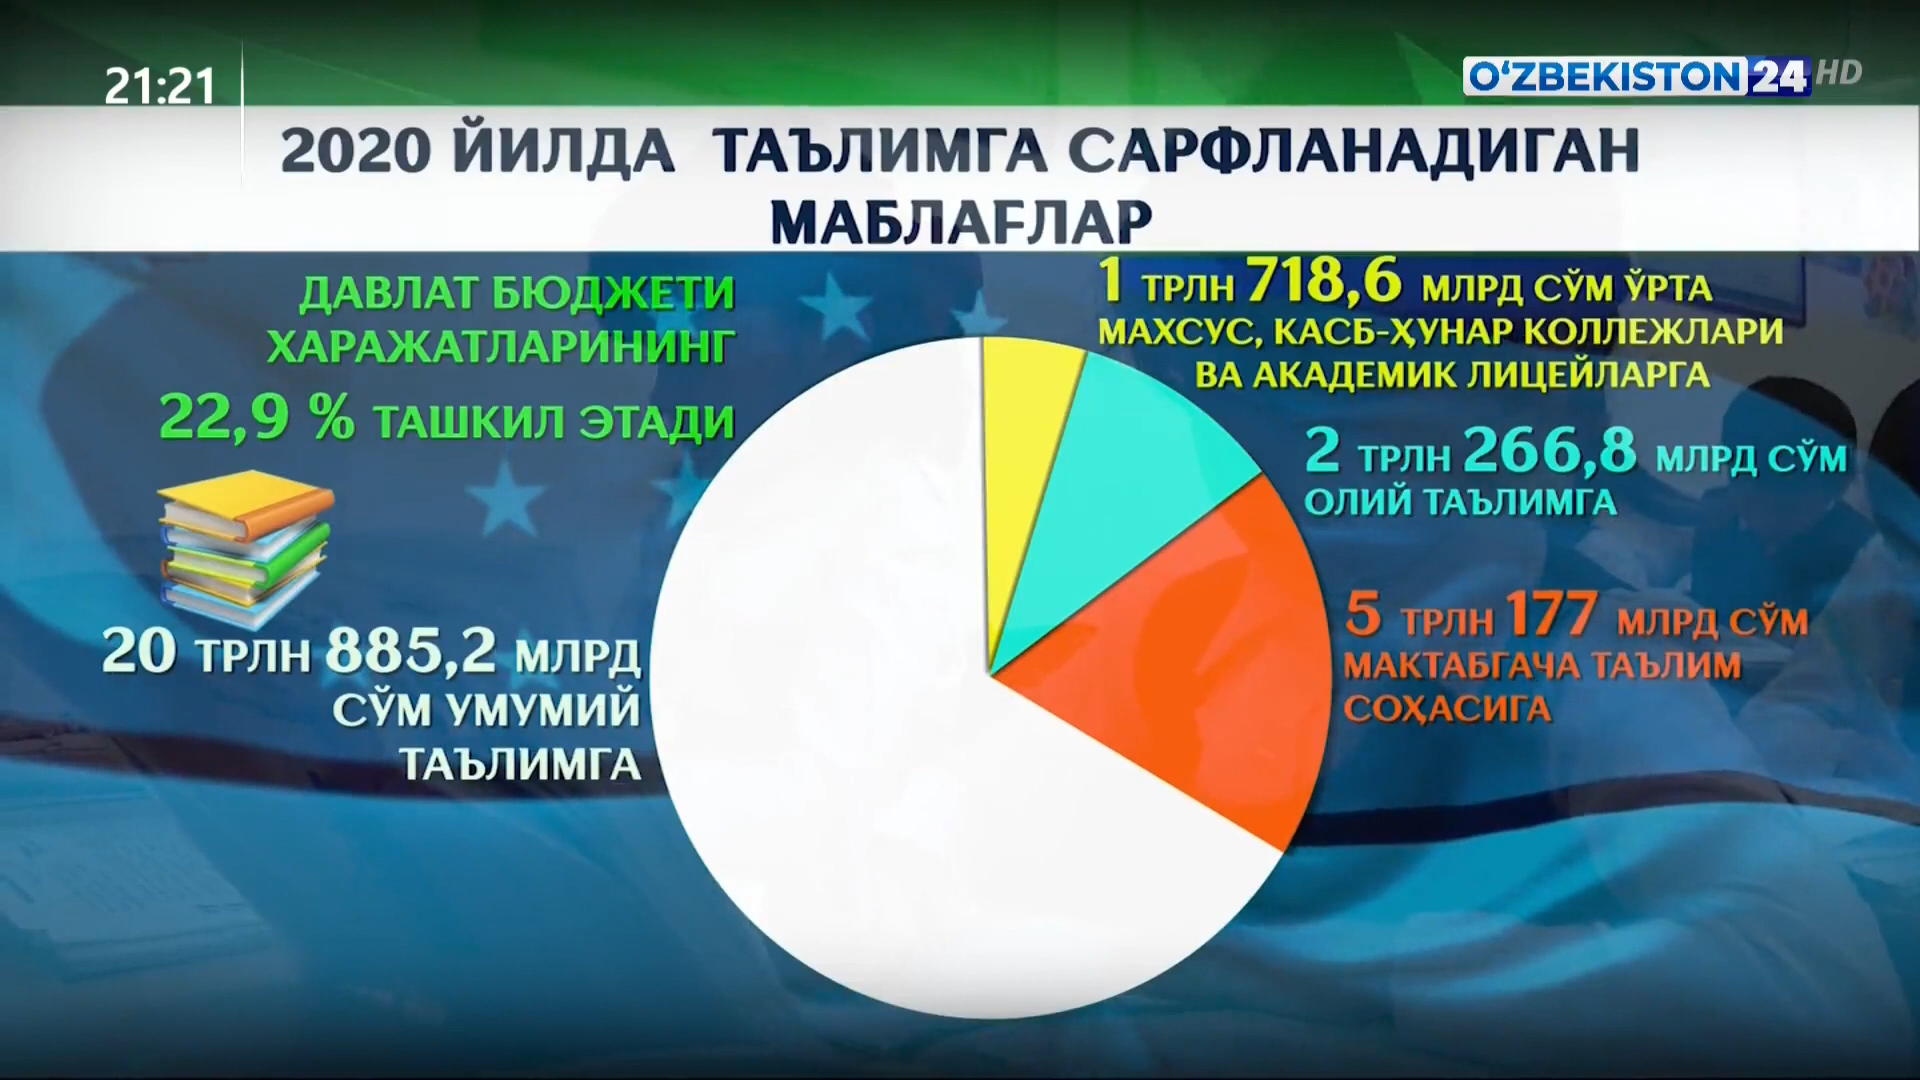 21:21
O‘ZBEKISTON 24 HD
2020 ЙИЛДА ТАЪЛИМГА САРФЛАНАДИГАН
МАБЛАҒЛАР
ДАВЛАТ БЮДЖЕТИ
ХАРАЖАТЛАРИНИНГ
22,9 % ТАШКИЛ ЭТАДИ
20 ТРЛН 885,2 МЛРД
СЎМ УМУМИЙ
ТАЪЛИМГА
1 ТРЛН 718,6 МЛРД СЎМ ЎРТА
МАХСУС, КАСБ-ҲУНАР КОЛЛЕЖЛАРИ
ВА АКАДЕМИК ЛИЦЕЙЛАРГА
2 ТРЛН 266,8 МЛРД СЎМ
ОЛИЙ ТАЪЛИМГА
5 ТРЛН 177 МЛРД СЎМ
МАКТАБГАЧА ТАЪЛИМ
СОҲАСИГА